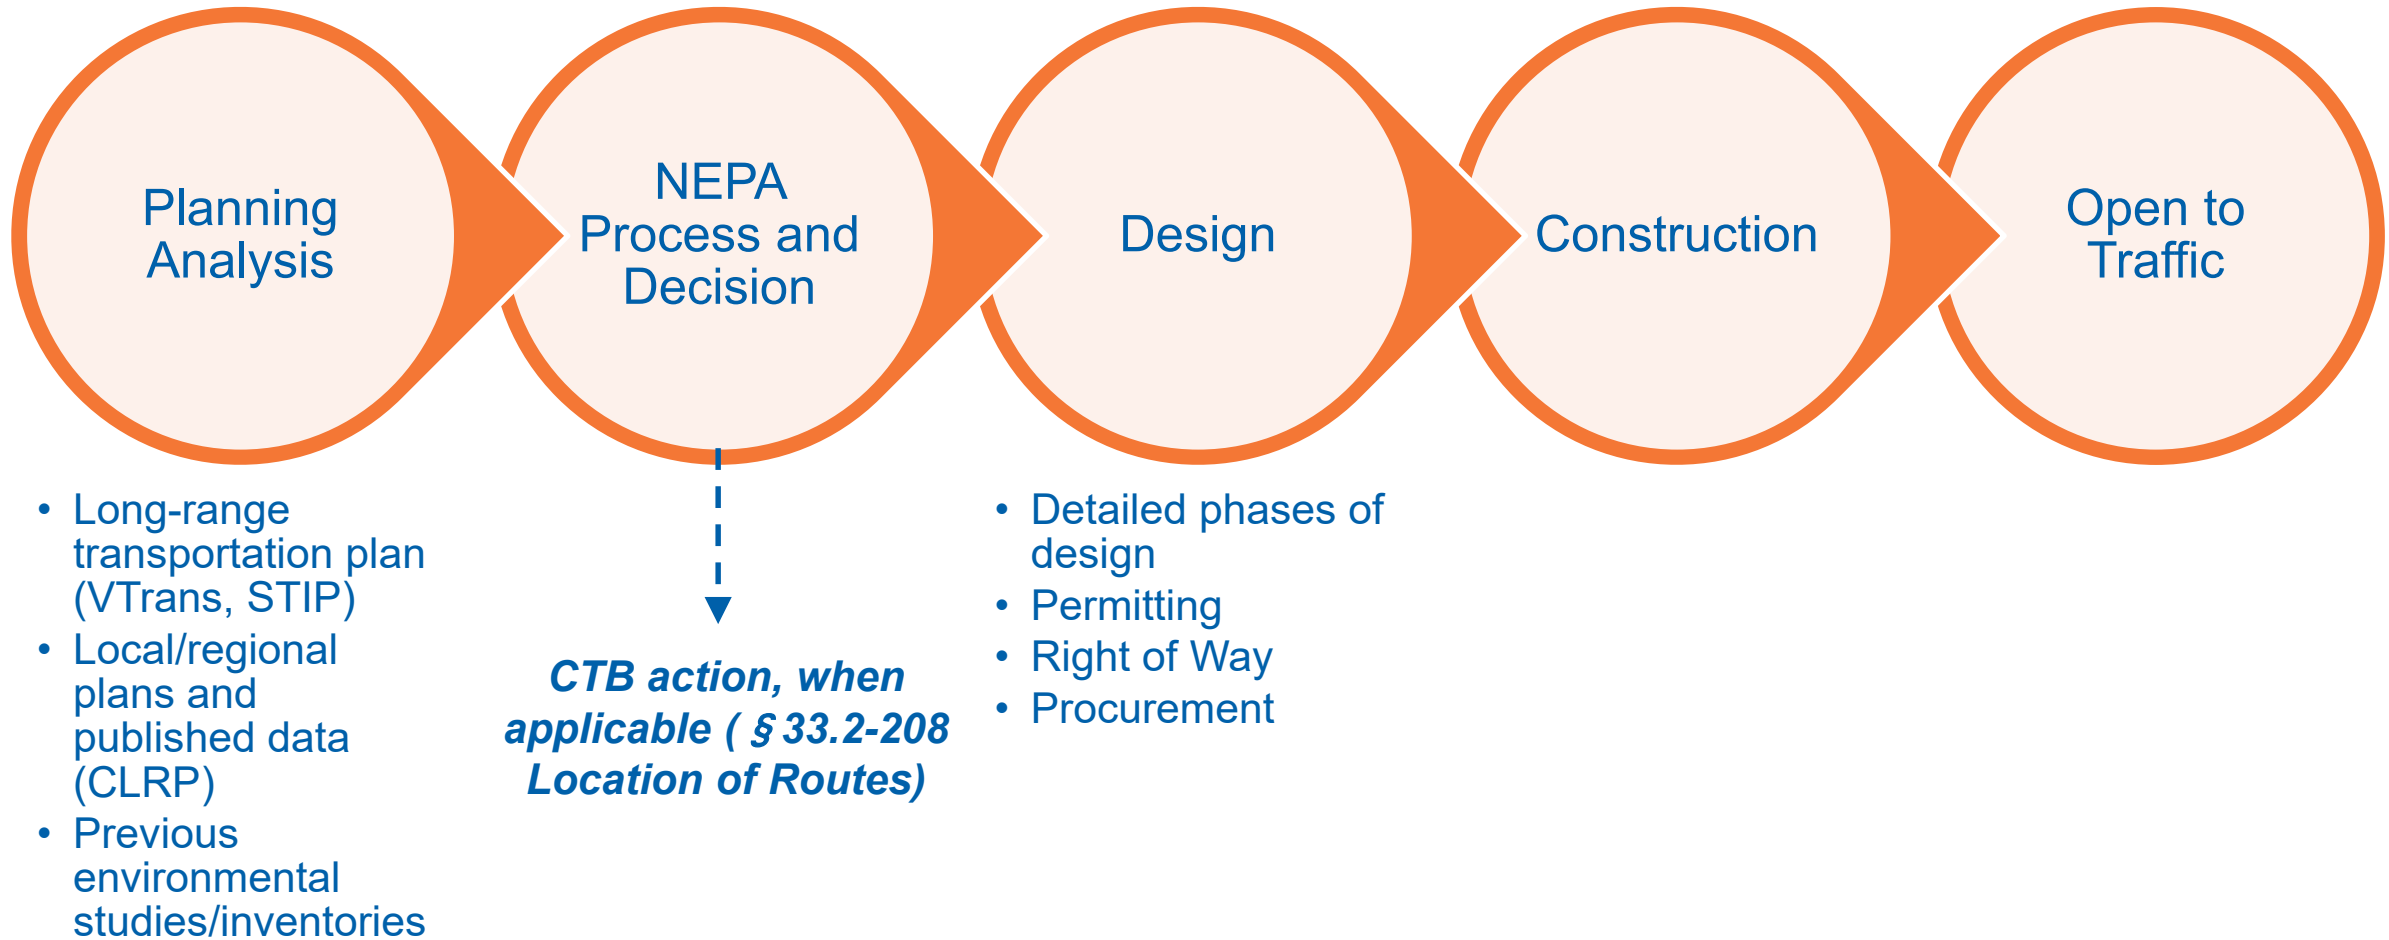 Planning
Analysis
NEPA
Process and
Decision
Design
Construction
Open to
Traffic
• Long-range
transportation plan
(VTrans, STIP)
• Local/regional
plans and
published data
(CLRP)
• Previous
environmental
studies/inventories
CTB action, when
applicable ( § 33.2-208
Location of Routes)
• Detailed phases of
design
• Permitting
• Right of Way
• Procurement